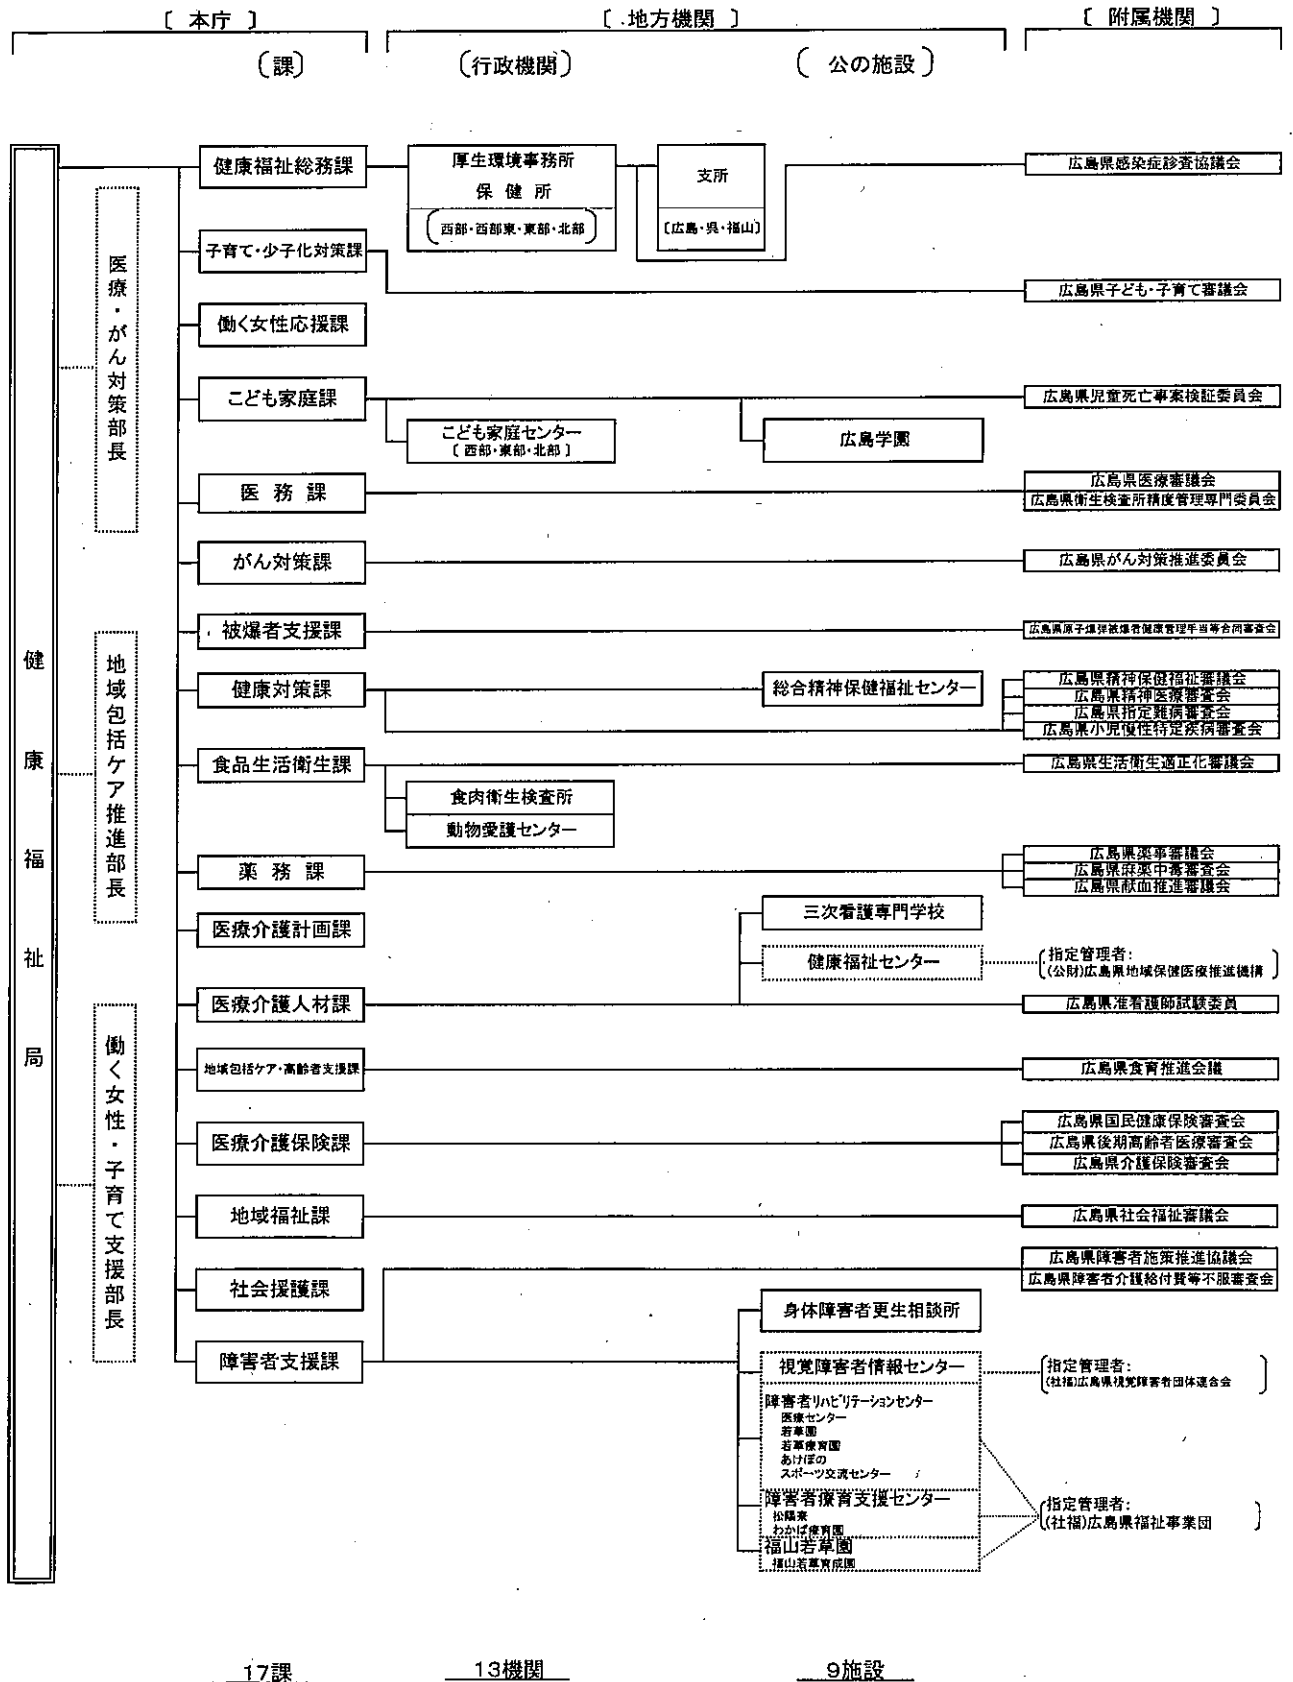 〔 本庁 〕
〔 地方機関 〕
〔 附属機関 〕
〔課〕
〔行政機関〕
〔 公の施設 〕
健康福祉局
医療・がん対策部長
地域包括ケア推進部長
働く女性・子育て支援部長
健康福祉総務課
厚生環境事務所
保健所
〔西部・西部東・東部・北部〕
支所
〔広島・呉・福山〕
広島県感染症診査協議会
子育て・少子化対策課
広島県子ども・子育て審議会
働く女性応援課
こども家庭課
広島県児童死亡事案検証委員会
こども家庭センター
〔 西部・東部・北部 〕
広島学園
医務課
広島県医療審議会
広島県衛生検査所精度管理専門委員会
がん対策課
広島県がん対策推進委員会
被爆者支援課
広島県原子爆弾被爆者健康管理手当等合同審査会
健康対策課
総合精神保健福祉センター
広島県精神保健福祉審議会
広島県精神医療審査会
広島県指定難病審査会
広島県小児慢性特定疾病審査会
食品生活衛生課
広島県生活衛生適正化審議会
食肉衛生検査所
動物愛護センター
薬務課
広島県薬事審議会
広島県麻薬中毒審査会
広島県献血推進審議会
三次看護専門学校
医療介護計画課
健康福祉センター
指定管理者:
(公財)広島県地域保健医療推進機構
医療介護人材課
広島県准看護師試験委員
地域包括ケア・高齢者支援課
広島県食育推進会議
医療介護保険課
広島県国民健康保険審査会
広島県後期高齢者医療審査会
広島県介護保険審査会
地域福祉課
広島県社会福祉審議会
社会援護課
広島県障害者施策推進協議会
広島県障害者介護給付費等不服審査会
身体障害者更生相談所
障害者支援課
視覚障害者情報センター
指定管理者:
(社福)広島県視覚障害者団体連合会
障害者リハビリテーションセンター
医療センター
若草園
若草療育園
あけぼの
スポーツ交流センター
障害者療育支援センター
松陽寮
わかば療育園
指定管理者:
(社福)広島県福祉事業団
福山若草園
福山若草育成園
17課
13機関
9施設